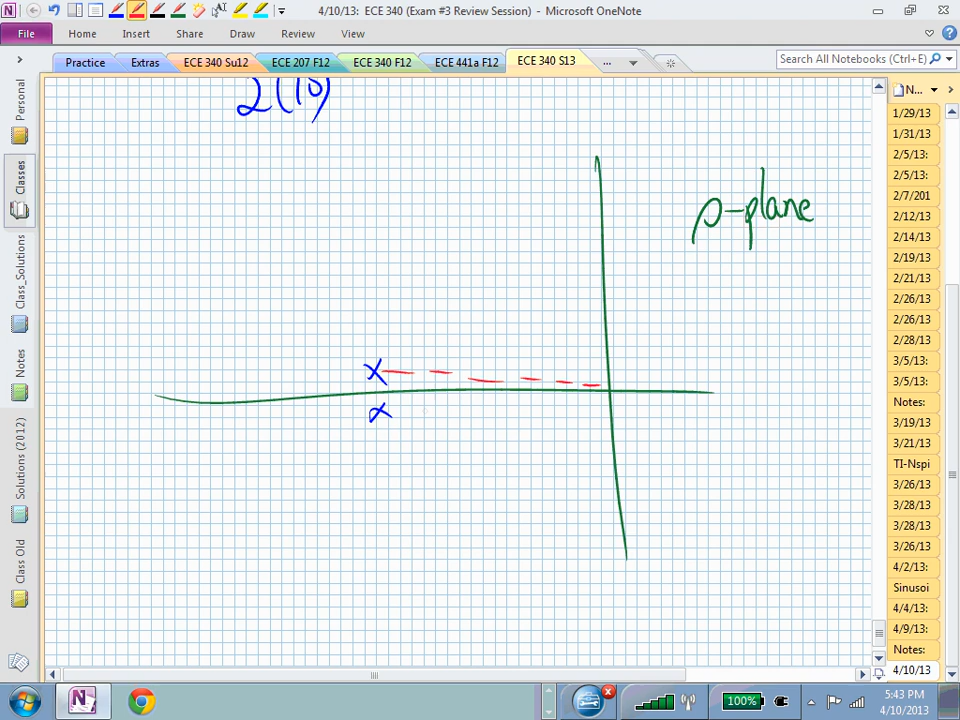 4/10/13: ECE 340 (Exam #3 Review Session) - Microsoft OneNote
File Home Insert Share Draw Review View
Practice Extras ECE 340 Su12 ECE 207 F12 ECE 340 F12 ECE 441a F12 ECE 340 S13 ...
Search All Notebooks (Ctrl+E)
Personal
Classes
Class_Solutions
Notes
Solutions (2012)
Class Old
2(10)
s-plane
x
x
N...
1/29/13
1/31/13
2/5/13:
2/5/13:
2/7/201
2/12/13
2/14/13
2/19/13
2/21/13
2/26/13
2/26/13
2/28/13
3/5/13:
3/5/13:
Notes:
3/19/13
3/21/13
TI-Nspi
3/26/13
3/28/13
3/28/13
3/26/13
4/2/13:
Sinusoi
4/4/13:
4/9/13:
Notes:
4/10/13
100%
5:43 PM
4/10/2013